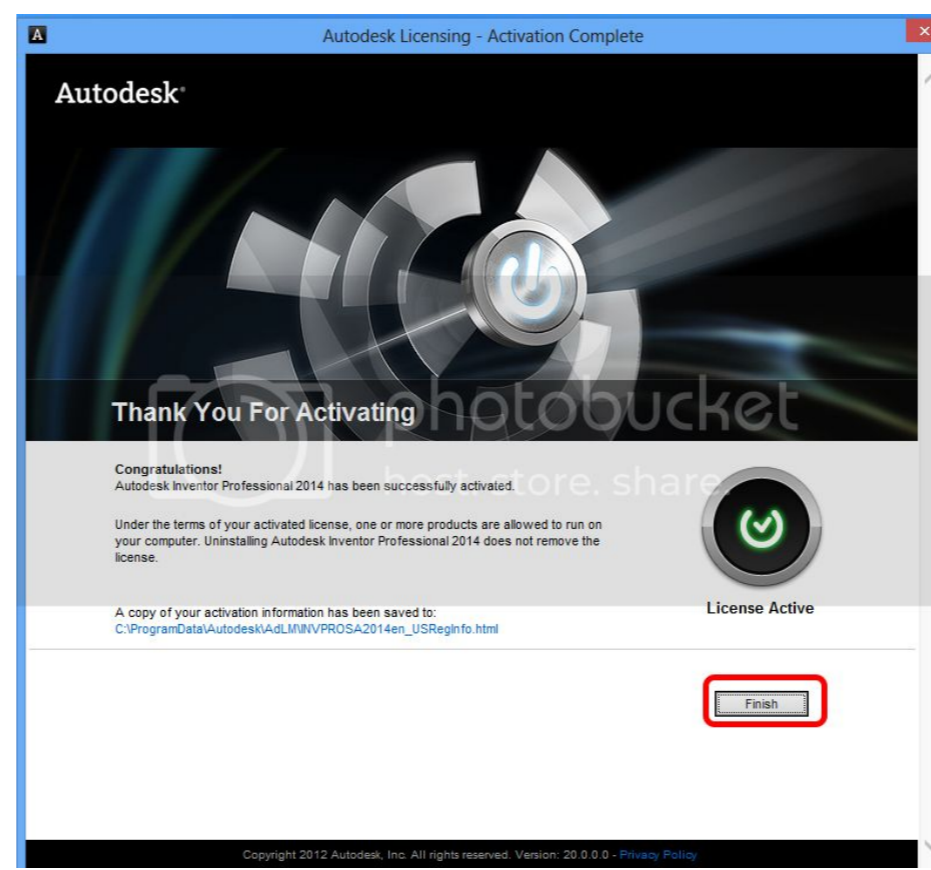 Autodesk Licensing - Activation Complete
Autodesk®
photobucket
Thank You For Activating
host. store. share.
Congratulations!
Autodesk Inventor Professional 2014 has been successfully activated.
Under the terms of your activated license, one or more products are allowed to run on
your computer. Uninstalling Autodesk Inventor Professional 2014 does not remove the
license.
License Active
A copy of your activation information has been saved to:
C:\ProgramData\Autodesk\AdLM\INVPROSA2014en_USRegInfo.html
Finish
Copyright 2012 Autodesk, Inc. All rights reserved. Version: 20.0.0.0 - Privacy Policy